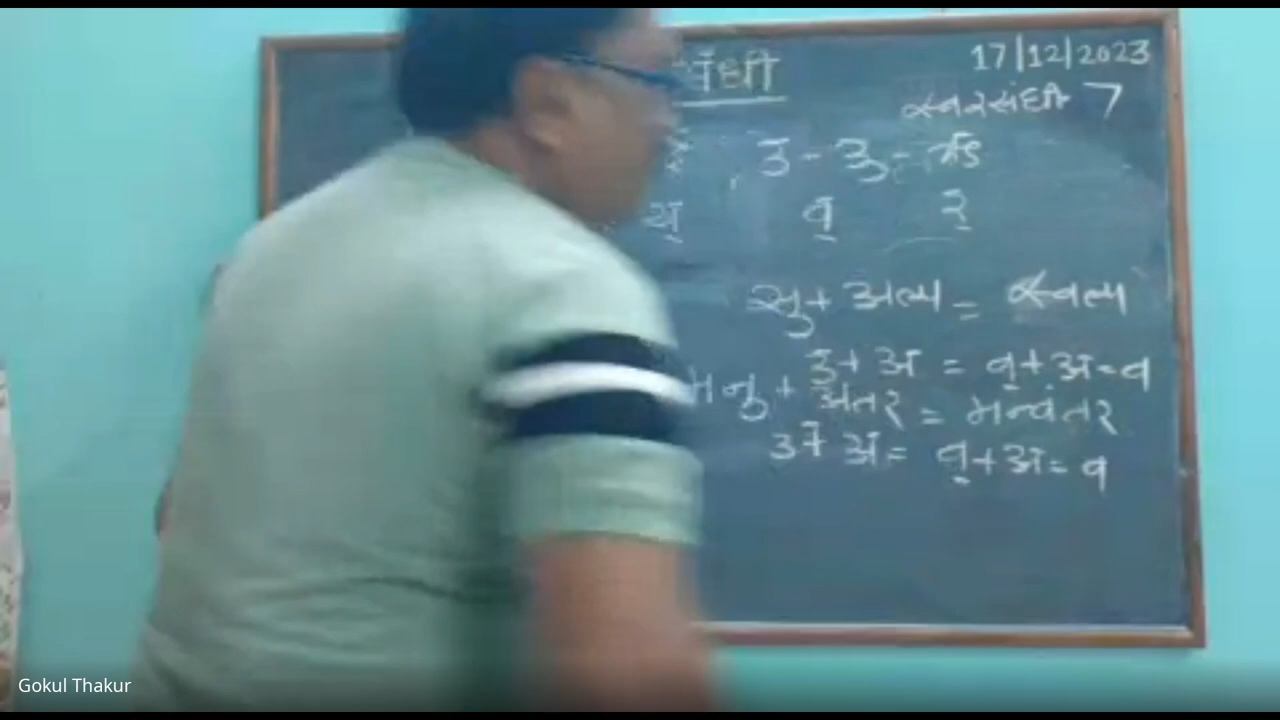 17/12/2023
स्वरसंधी 7
उ - ऊ - ऋ
य् व् र्
सु + अल्प = स्वल्प
उ + अ = व् + अ = व
मनु + अंतर = मन्वंतर
उ + अ = व् + अ = व
Gokul Thakur